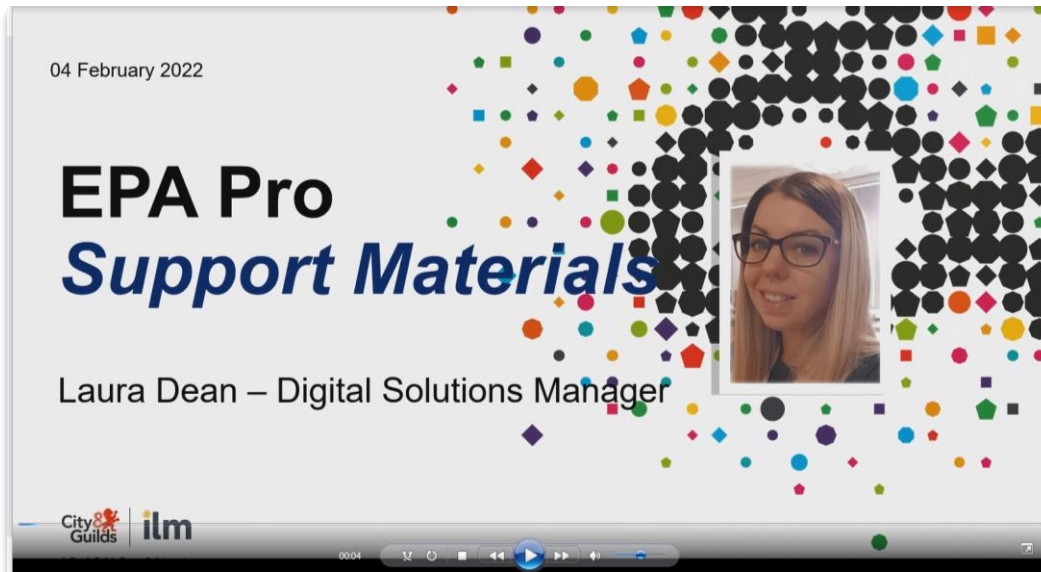 04 February 2022
EPA Pro
Support Materials
Laura Dean – Digital Solutions Manager
City&
Guilds
ilm
00:04